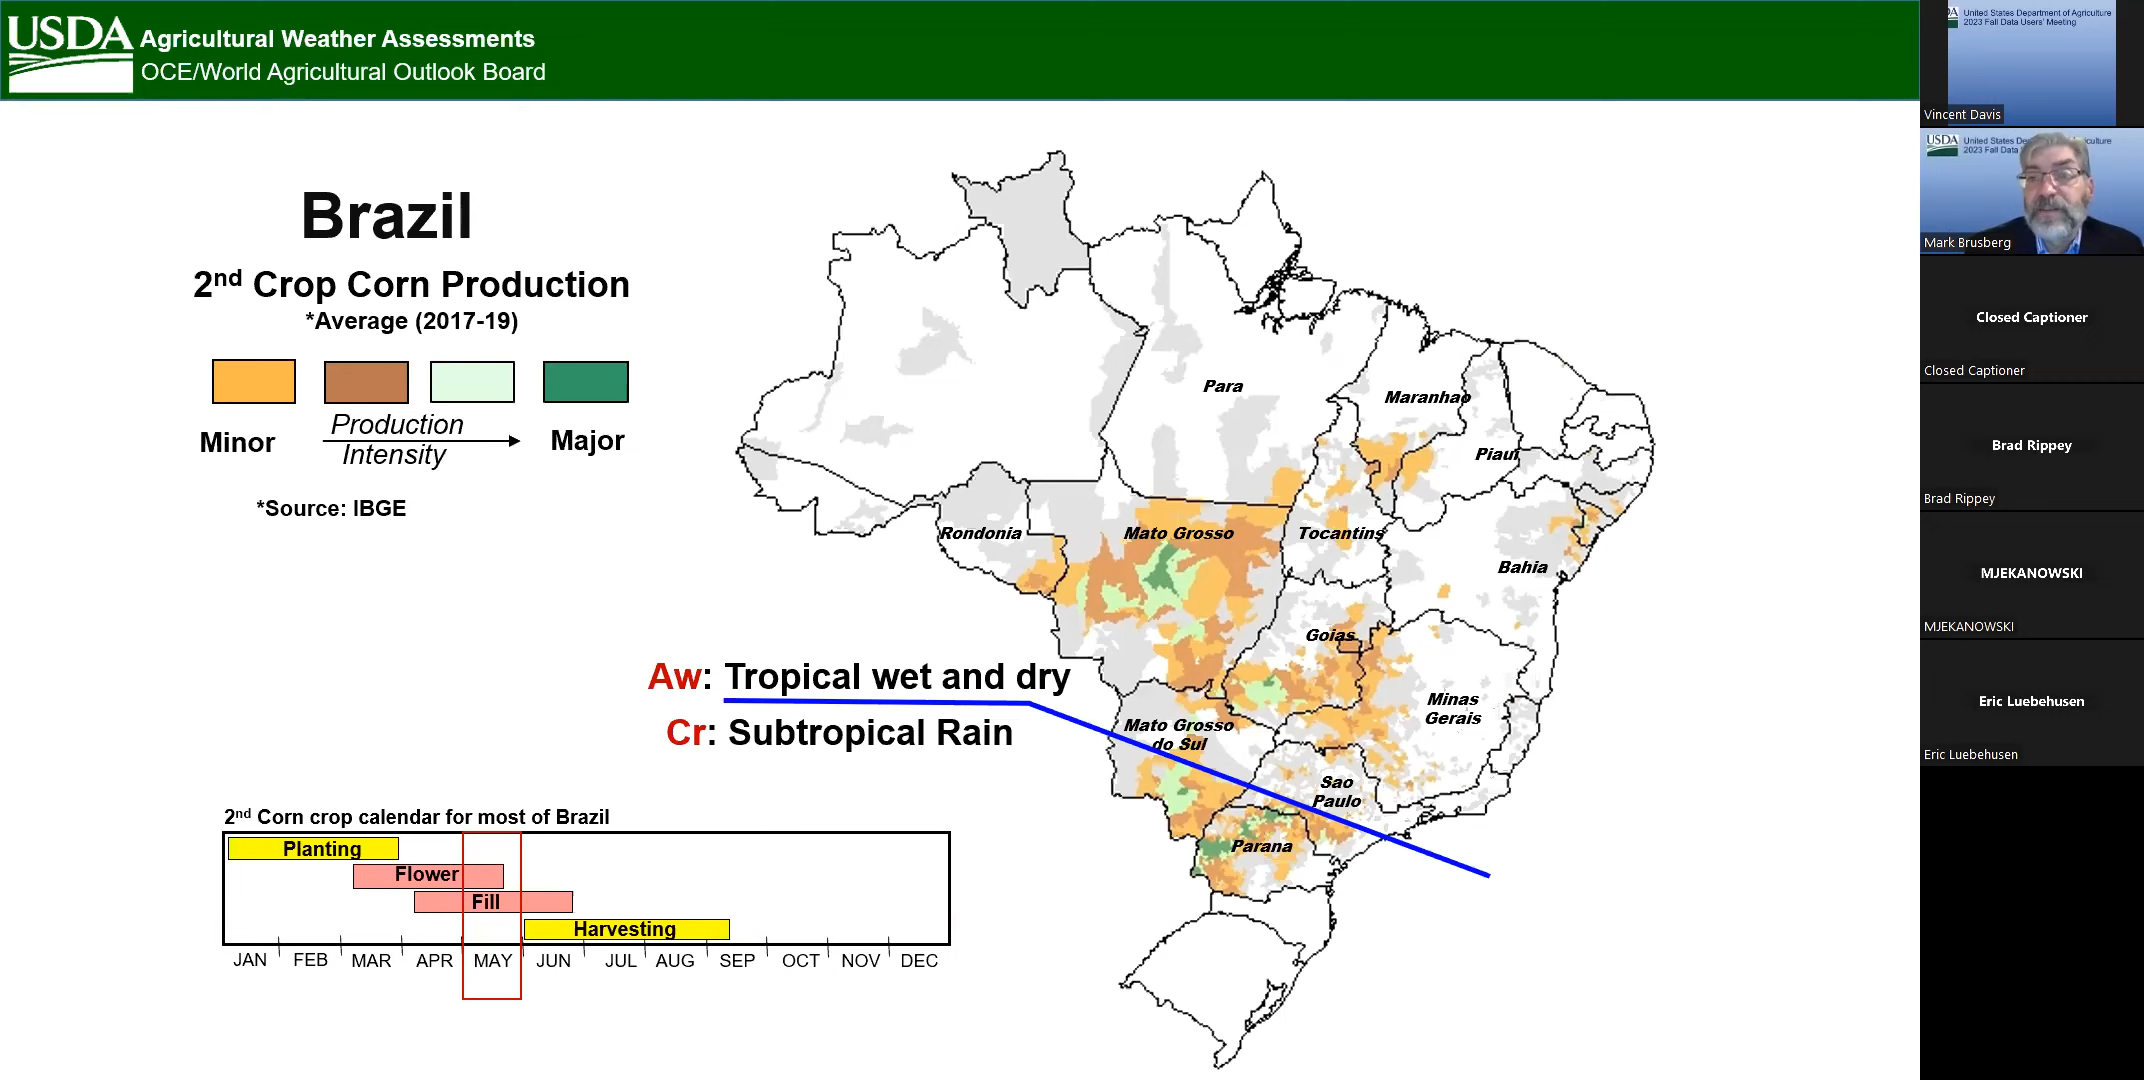 USDA
Agricultural Weather Assessments
OCE/World Agricultural Outlook Board
Brazil
2nd Crop Corn Production
*Average (2017-19)
Production
Intensity
Minor
Major
*Source: IBGE
Para
Maranhao
Piaui
Rondonia
Mato Grosso
Tocantins
Bahia
Goias
Minas
Gerais
Mato Grosso
do Sul
Sao
Paulo
Parana
Aw: Tropical wet and dry
Cr: Subtropical Rain
2nd Corn crop calendar for most of Brazil
Planting
Flower
Fill
Harvesting
JAN FEB MAR APR MAY JUN JUL AUG SEP OCT NOV DEC
United States Department of Agriculture
2023 Fall Data Users' Meeting
Vincent Davis
USDA
United States
2023 Fall Data
Mark Brusberg
Closed Captioner
Closed Captioner
Brad Rippey
Brad Rippey
MJEKANOWSKI
MJEKANOWSKI
Eric Luebehusen
Eric Luebehusen